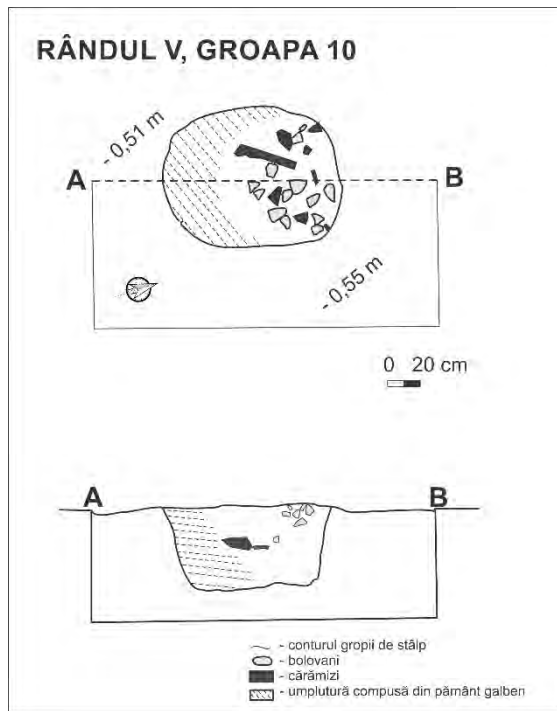 RÂNDUL V, GROAPA 10
- 0,51 m
A B
- 0,55 m
0 20 cm
A B
- conturul gropii de stâlp
- bolovani
- cărămizi
- umplutură compusă din pământ galben